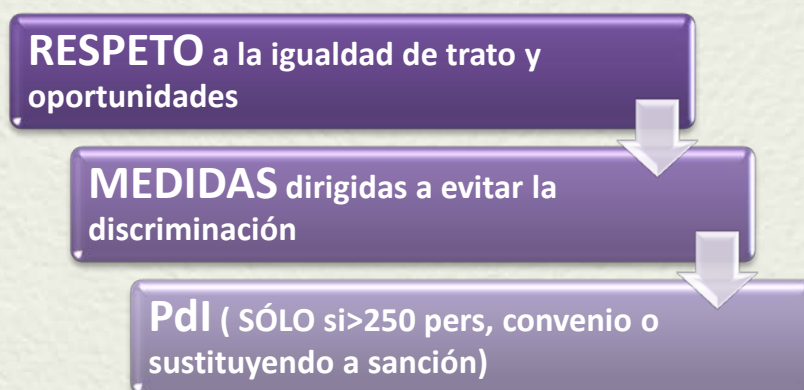 RESPETO a la igualdad de trato y
oportunidades
MEDIDAS dirigidas a evitar la
discriminación
PdI ( SÓLO si>250 pers, convenio o
sustituyendo a sanción)